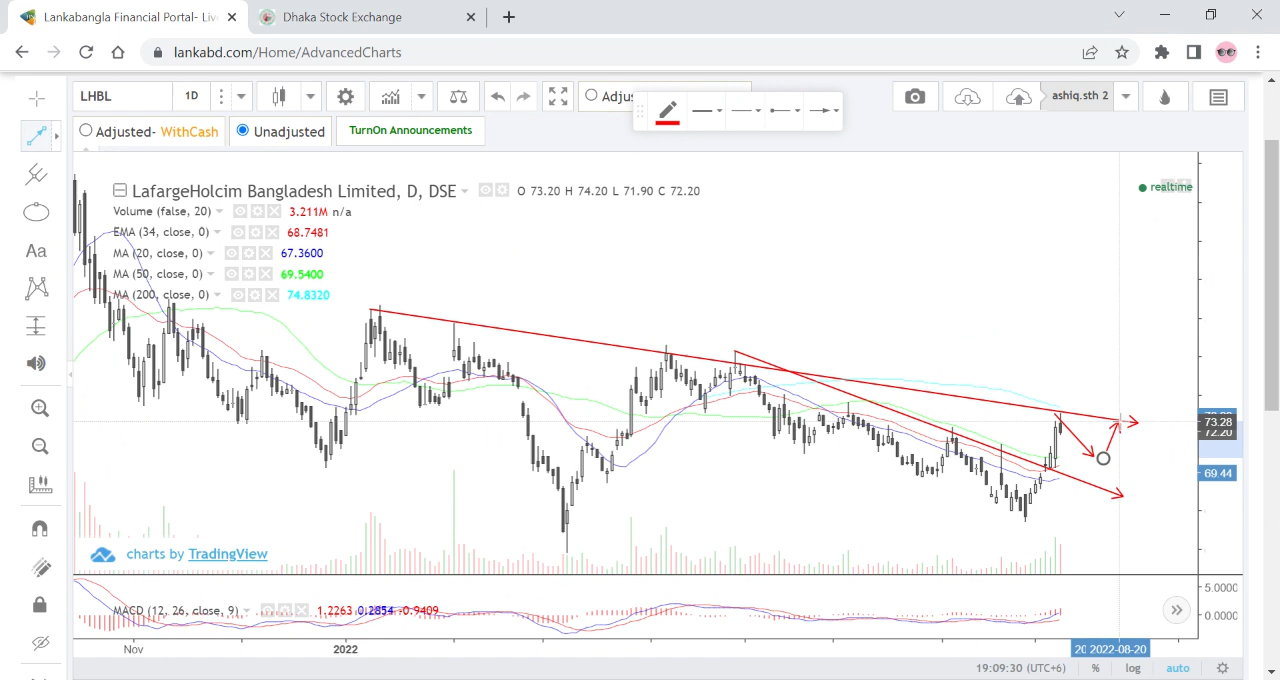 Lankabangla Financial Portal- Liv
Dhaka Stock Exchange
lankabd.com/Home/AdvancedCharts
LHBL
1D
Adjus
ashiq.sth 2
Adjusted- WithCash
Unadjusted
TurnOn Announcements
LafargeHolcim Bangladesh Limited, D, DSE
O 73.20 H 74.20 L 71.90 C 72.20
realtime
Volume (false, 20) 3.211M n/a
EMA (34, close, 0) 68.7481
MA (20, close, 0) 67.3600
MA (50, close, 0) 69.5400
MA (200, close, 0) 74.8320
Aa
73.28
72.20
69.44
charts by TradingView
MACD (12, 26, close, 9) 1.2263 0.2854 -0.9409
5.0000
0.0000
Nov
2022
20 2022-08-20
19:09:30 (UTC+6)
%
log
auto